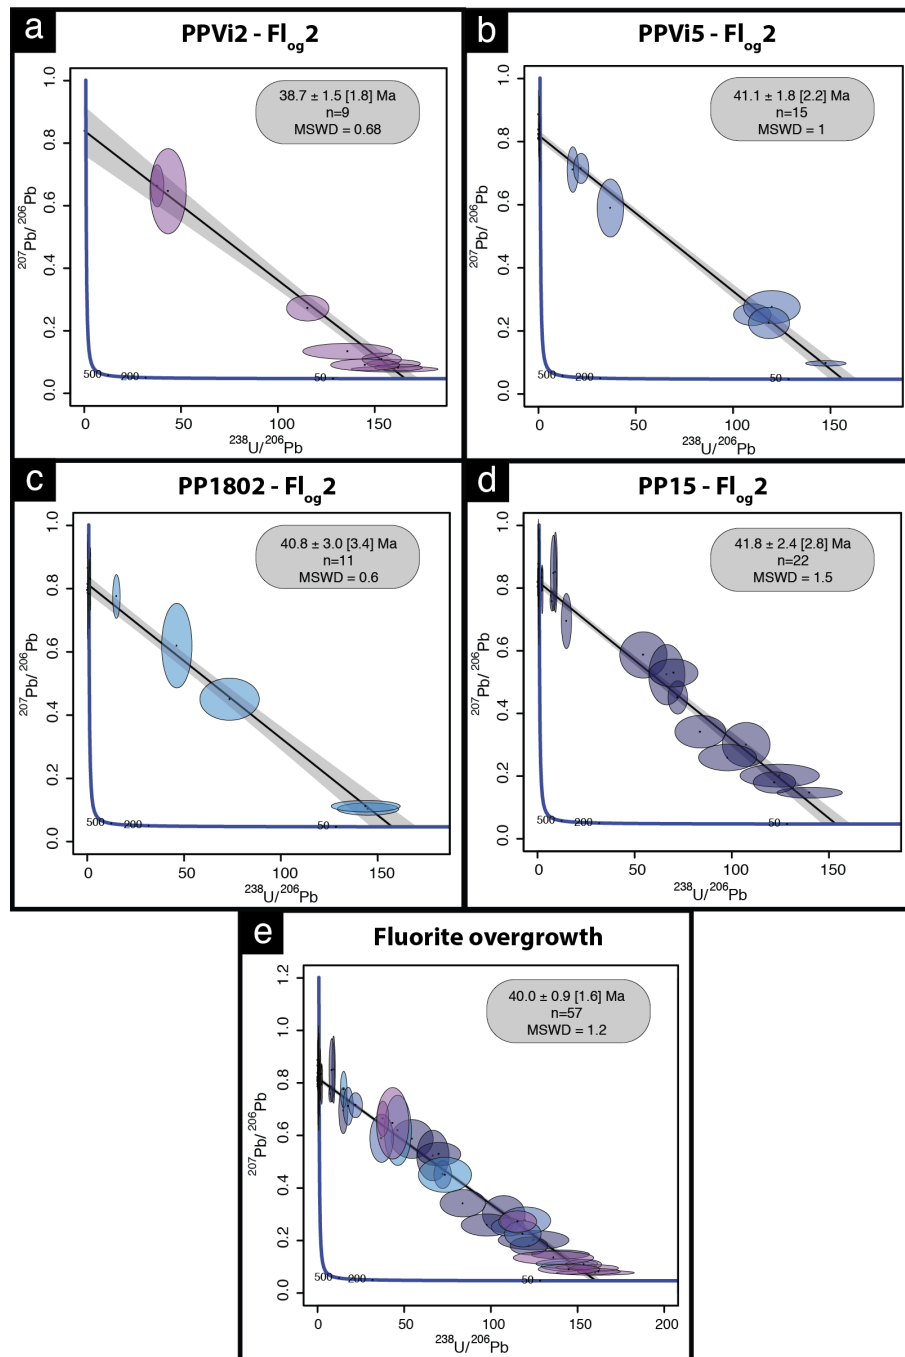 a
PPVi2 - Flog2
38.7 ± 1.5 [1.8] Ma
n=9
MSWD = 0.68
207Pb/ 206Pb
1.0
0.8
0.6
0.4
0.2
0.0
500 200 50
0 50 100 150
238U/206Pb
b
PPVi5 - Flog2
41.1 ± 1.8 [2.2] Ma
n=15
MSWD = 1
207Pb/ 206Pb
1.0
0.8
0.6
0.4
0.2
0.0
500 200 50
0 50 100 150
238U/206Pb
c
PP1802 - Flog2
40.8 ± 3.0 [3.4] Ma
n=11
MSWD = 0.6
207Pb/ 206Pb
1.0
0.8
0.6
0.4
0.2
0.0
500 200 50
0 50 100 150
238U/206Pb
d
PP15 - Flog2
41.8 ± 2.4 [2.8] Ma
n=22
MSWD = 1.5
207Pb/ 206Pb
1.0
0.8
0.6
0.4
0.2
0.0
500 200 50
0 50 100 150
238U/206Pb
e
Fluorite overgrowth
40.0 ± 0.9 [1.6] Ma
n=57
MSWD = 1.2
207Pb/ 206Pb
1.2
1.0
0.8
0.6
0.4
0.2
0.0
500 200 50
0 50 100 150 200
238U/206Pb